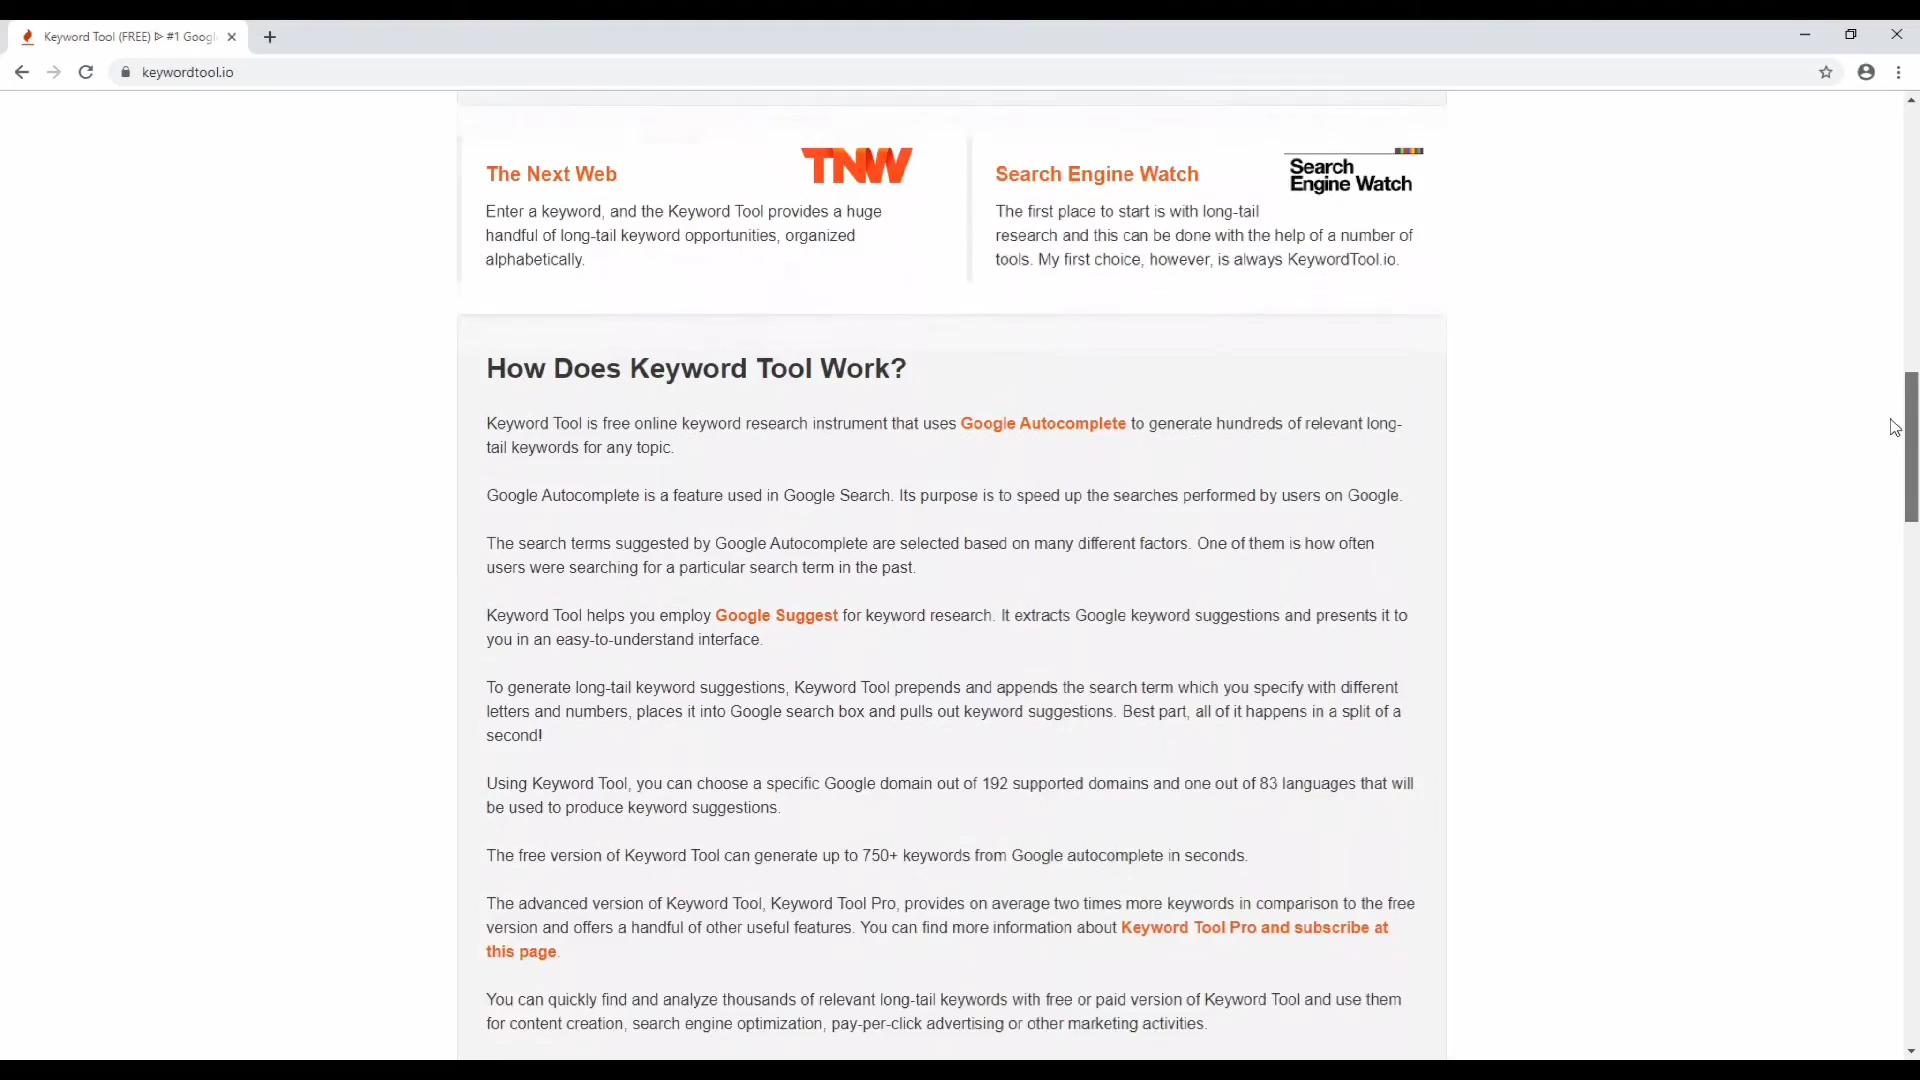 Keyword Tool (FREE) ᐈ #1 Googl
keywordtool.io
The Next Web
TNW
Enter a keyword, and the Keyword Tool provides a huge
handful of long-tail keyword opportunities, organized
alphabetically.
Search Engine Watch
Search
Engine Watch
The first place to start is with long-tail
research and this can be done with the help of a number of
tools. My first choice, however, is always KeywordTool.io.
How Does Keyword Tool Work?
Keyword Tool is free online keyword research instrument that uses Google Autocomplete to generate hundreds of relevant long-
tail keywords for any topic.
Google Autocomplete is a feature used in Google Search. Its purpose is to speed up the searches performed by users on Google.
The search terms suggested by Google Autocomplete are selected based on many different factors. One of them is how often
users were searching for a particular search term in the past.
Keyword Tool helps you employ Google Suggest for keyword research. It extracts Google keyword suggestions and presents it to
you in an easy-to-understand interface.
To generate long-tail keyword suggestions, Keyword Tool prepends and appends the search term which you specify with different
letters and numbers, places it into Google search box and pulls out keyword suggestions. Best part, all of it happens in a split of a
second!
Using Keyword Tool, you can choose a specific Google domain out of 192 supported domains and one out of 83 languages that will
be used to produce keyword suggestions.
The free version of Keyword Tool can generate up to 750+ keywords from Google autocomplete in seconds.
The advanced version of Keyword Tool, Keyword Tool Pro, provides on average two times more keywords in comparison to the free
version and offers a handful of other useful features. You can find more information about Keyword Tool Pro and subscribe at
this page.
You can quickly find and analyze thousands of relevant long-tail keywords with free or paid version of Keyword Tool and use them
for content creation, search engine optimization, pay-per-click advertising or other marketing activities.